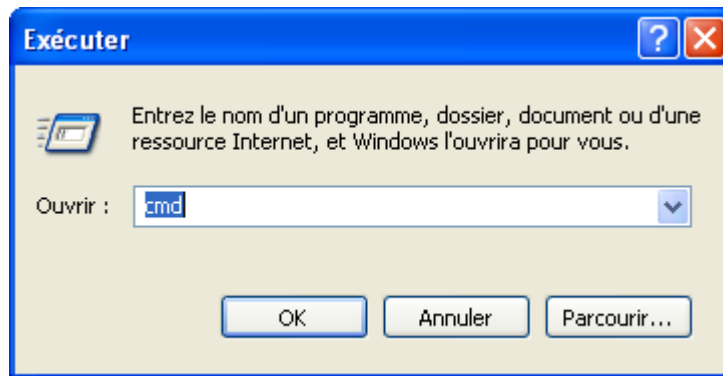 Exécuter
Entrez le nom d'un programme, dossier, document ou d'une
ressource Internet, et Windows l'ouvrira pour vous.
Ouvrir : cmd
OK Annuler Parcourir...